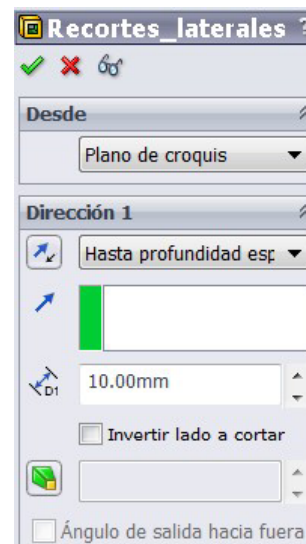 Recortes_laterales ?
Desde
Plano de croquis
Dirección 1
Hasta profundidad esp
D1
10.00mm
Invertir lado a cortar
Ángulo de salida hacia fuera